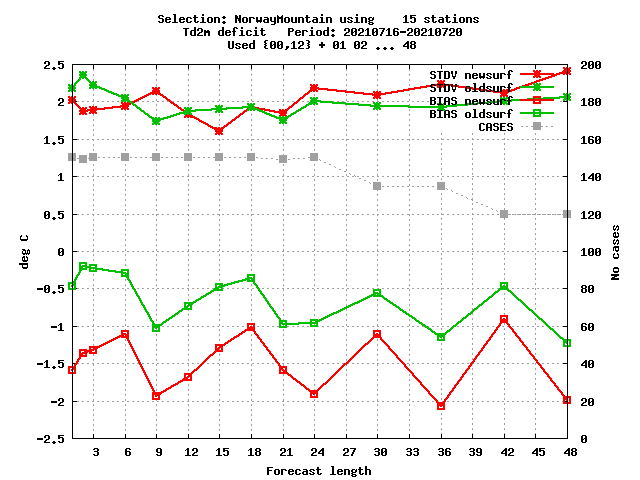 Selection: NorwayMountain using    15 stations
Td2m deficit   Period: 20210716-20210720
Used {00,12} + 01 02 ... 48
STDV newsurf
STDV oldsurf
BIAS newsurf
BIAS oldsurf
CASES
2.5
2
1.5
1
0.5
0
-0.5
-1
-1.5
-2
-2.5
deg C
200
180
160
140
120
100
80
60
40
20
0
No cases
3 6 9 12 15 18 21 24 27 30 33 36 39 42 45 48
Forecast length